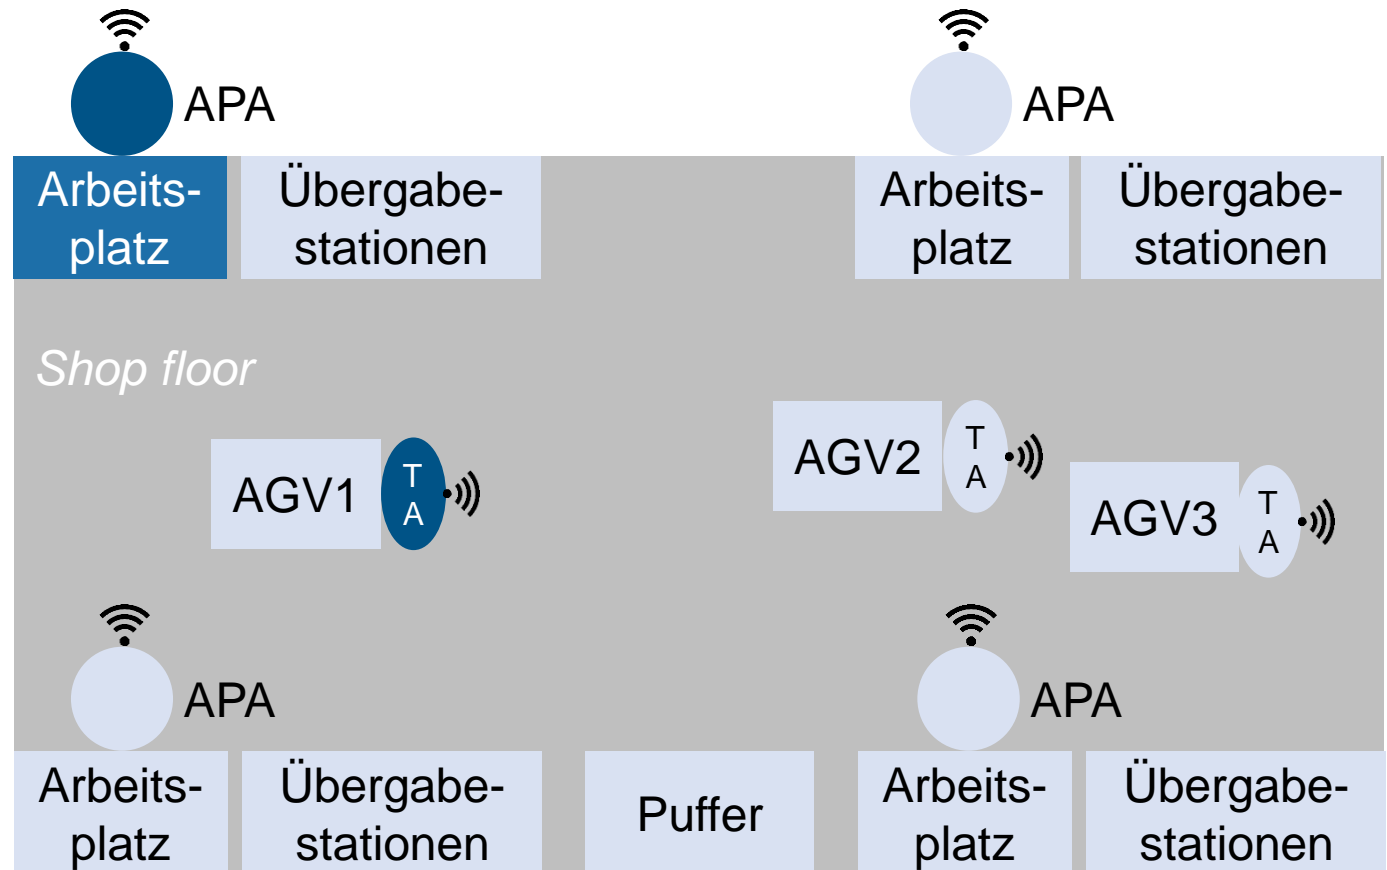 APA
APA
Arbeits-
platz
Übergabe-
stationen
Arbeits-
platz
Übergabe-
stationen
Shop floor
AGV1
T
A
AGV2
T
A
AGV3
T
A
APA
APA
Arbeits-
platz
Übergabe-
stationen
Puffer
Arbeits-
platz
Übergabe-
stationen